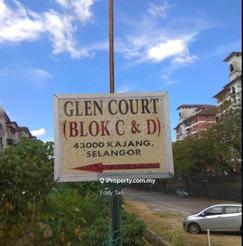 GLEN COURT
(BLOK C & D)
43000 KAJANG,
SELANGOR
iProperty.com.my
Eddy Tan